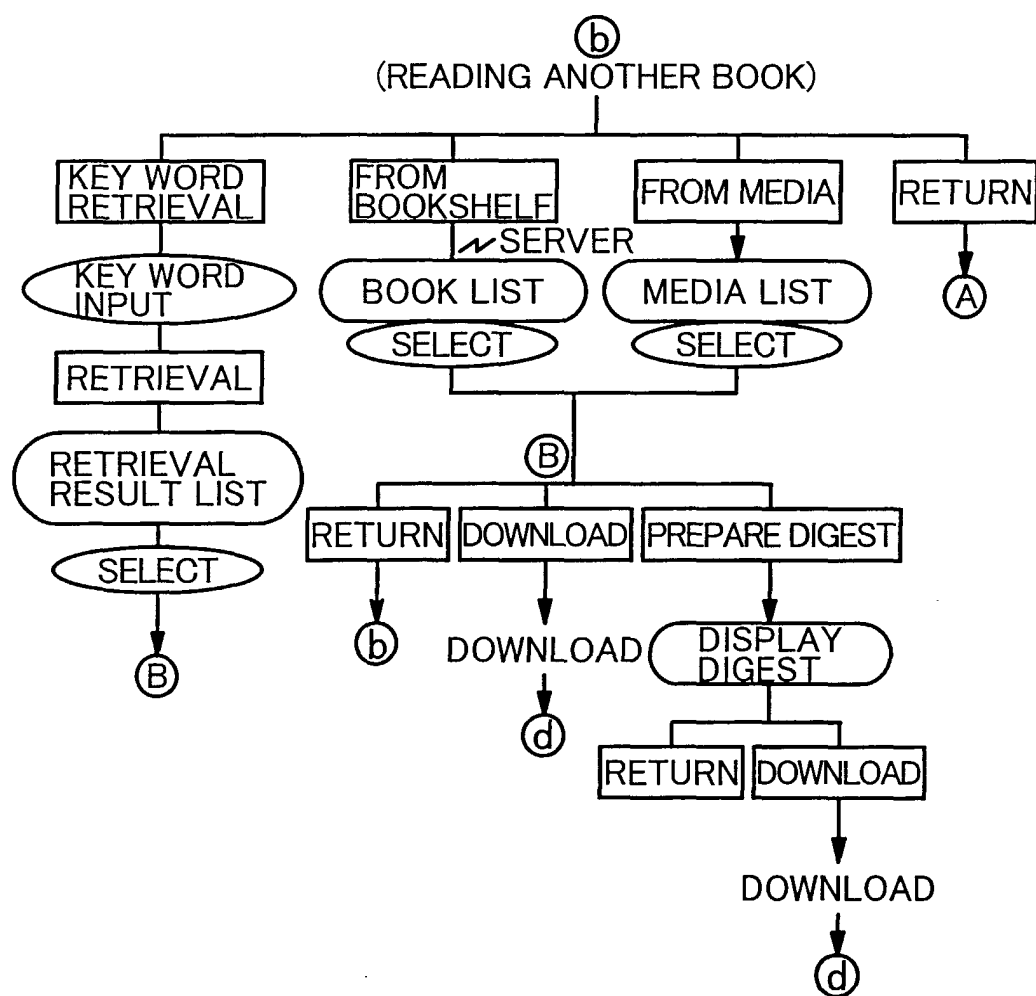 b
(READING ANOTHER BOOK)
KEY WORD
RETRIEVAL
FROM
BOOKSHELF
FROM MEDIA
RETURN
SERVER
KEY WORD
INPUT
BOOK LIST
MEDIA LIST
A
SELECT
SELECT
RETRIEVAL
RETRIEVAL
RESULT LIST
B
RETURN
DOWNLOAD
PREPARE DIGEST
SELECT
b
DOWNLOAD
DISPLAY
DIGEST
B
d
RETURN
DOWNLOAD
DOWNLOAD
d